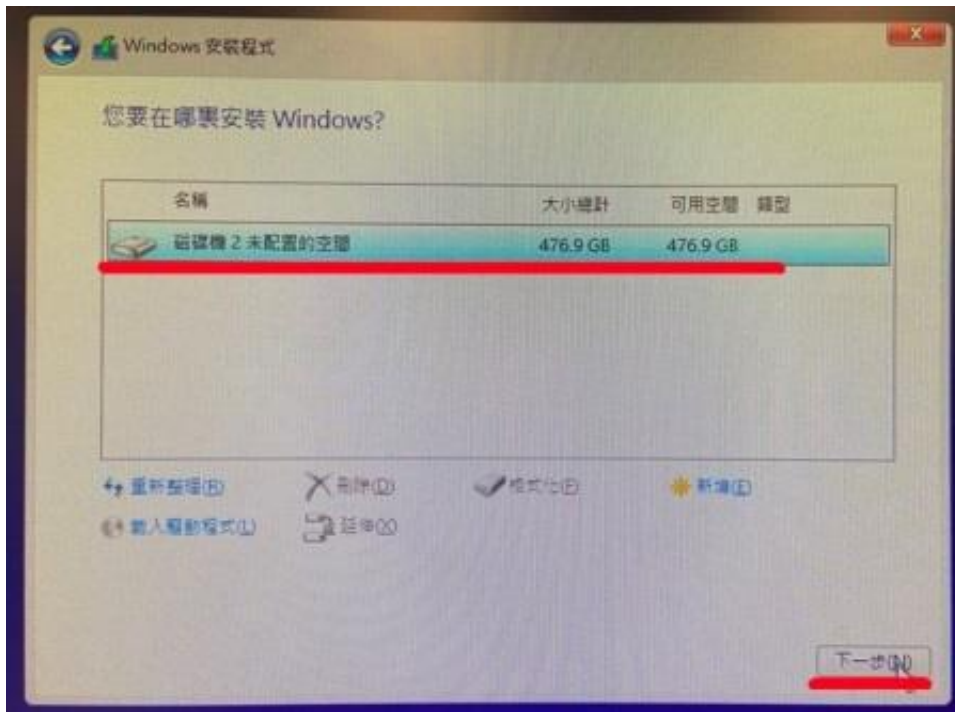 Windows 安裝程式
您要在哪裏安裝 Windows?
名稱 大小總計 可用空間 類型
磁碟機 2 未配置的空間 476.9 GB 476.9 GB
重新整理(R) 刪除(D) 格式化(F) 新增(E)
載入驅動程式(L) 延伸(X)
下一步(N)